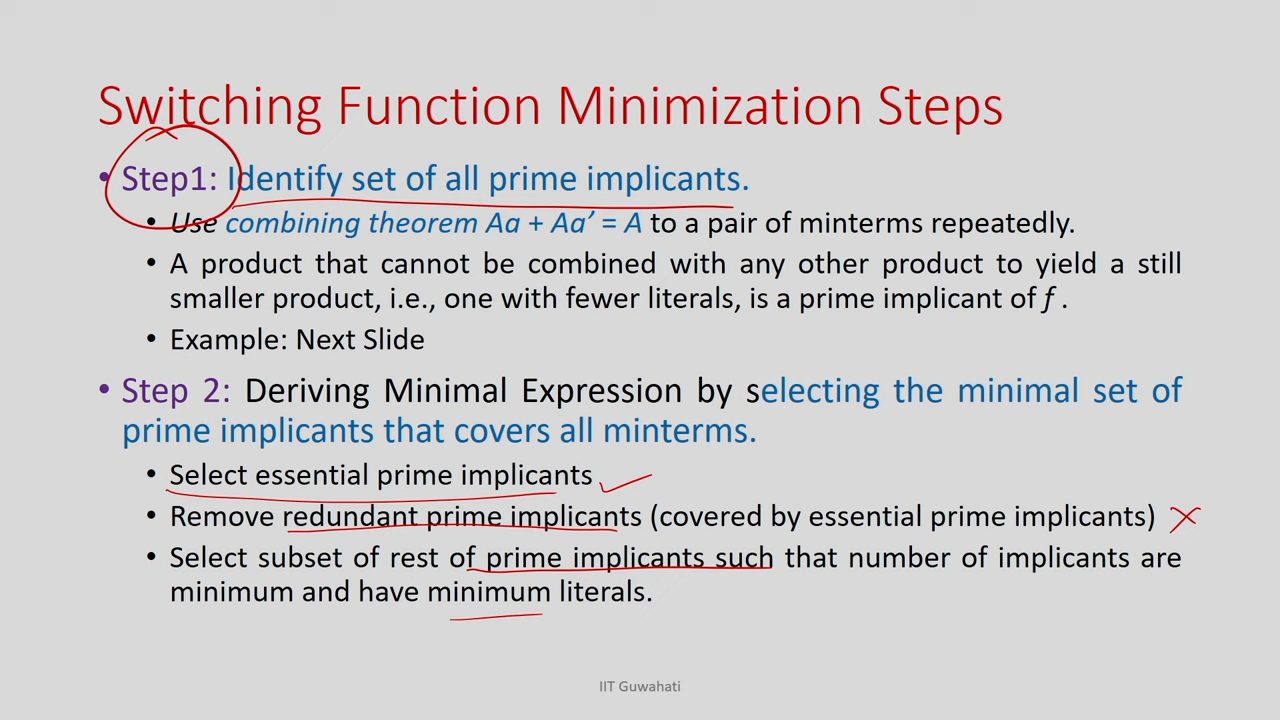 Switching Function Minimization Steps
• Step1: Identify set of all prime implicants.
• Use combining theorem Aa + Aa’ = A to a pair of minterms repeatedly.
• A product that cannot be combined with any other product to yield a still
smaller product, i.e., one with fewer literals, is a prime implicant of f .
• Example: Next Slide
• Step 2: Deriving Minimal Expression by selecting the minimal set of
prime implicants that covers all minterms.
• Select essential prime implicants
• Remove redundant prime implicants (covered by essential prime implicants)
• Select subset of rest of prime implicants such that number of implicants are
minimum and have minimum literals.
IIT Guwahati